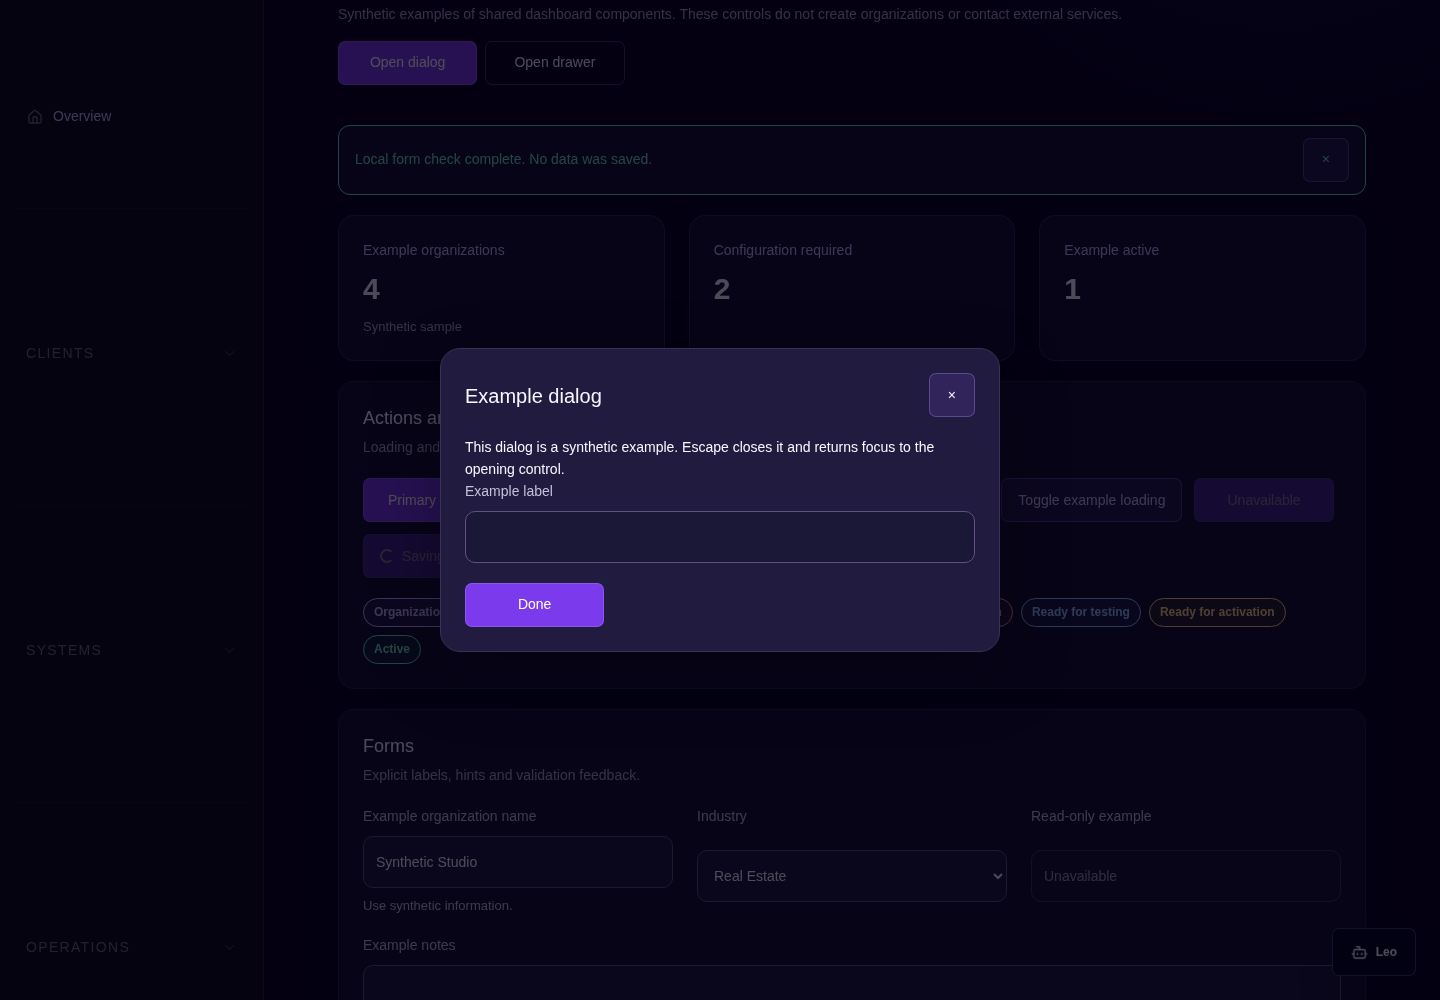 Synthetic examples of shared dashboard components. These controls do not create organizations or contact external services.
Open dialog
Open drawer
Overview
Local form check complete. No data was saved.
×
Example organizations
4
Synthetic sample
Configuration required
2
Example active
1
CLIENTS
Example dialog
×
This dialog is a synthetic example. Escape closes it and returns focus to the
opening control.
Example label
Done
Actions
Loading and
Primary
Toggle example loading
Unavailable
Ready for testing
Ready for activation
Active
SYSTEMS
Forms
Explicit labels, hints and validation feedback.
Example organization name
Synthetic Studio
Use synthetic information.
Industry
Real Estate
Read-only example
Unavailable
Example notes
OPERATIONS
Leo